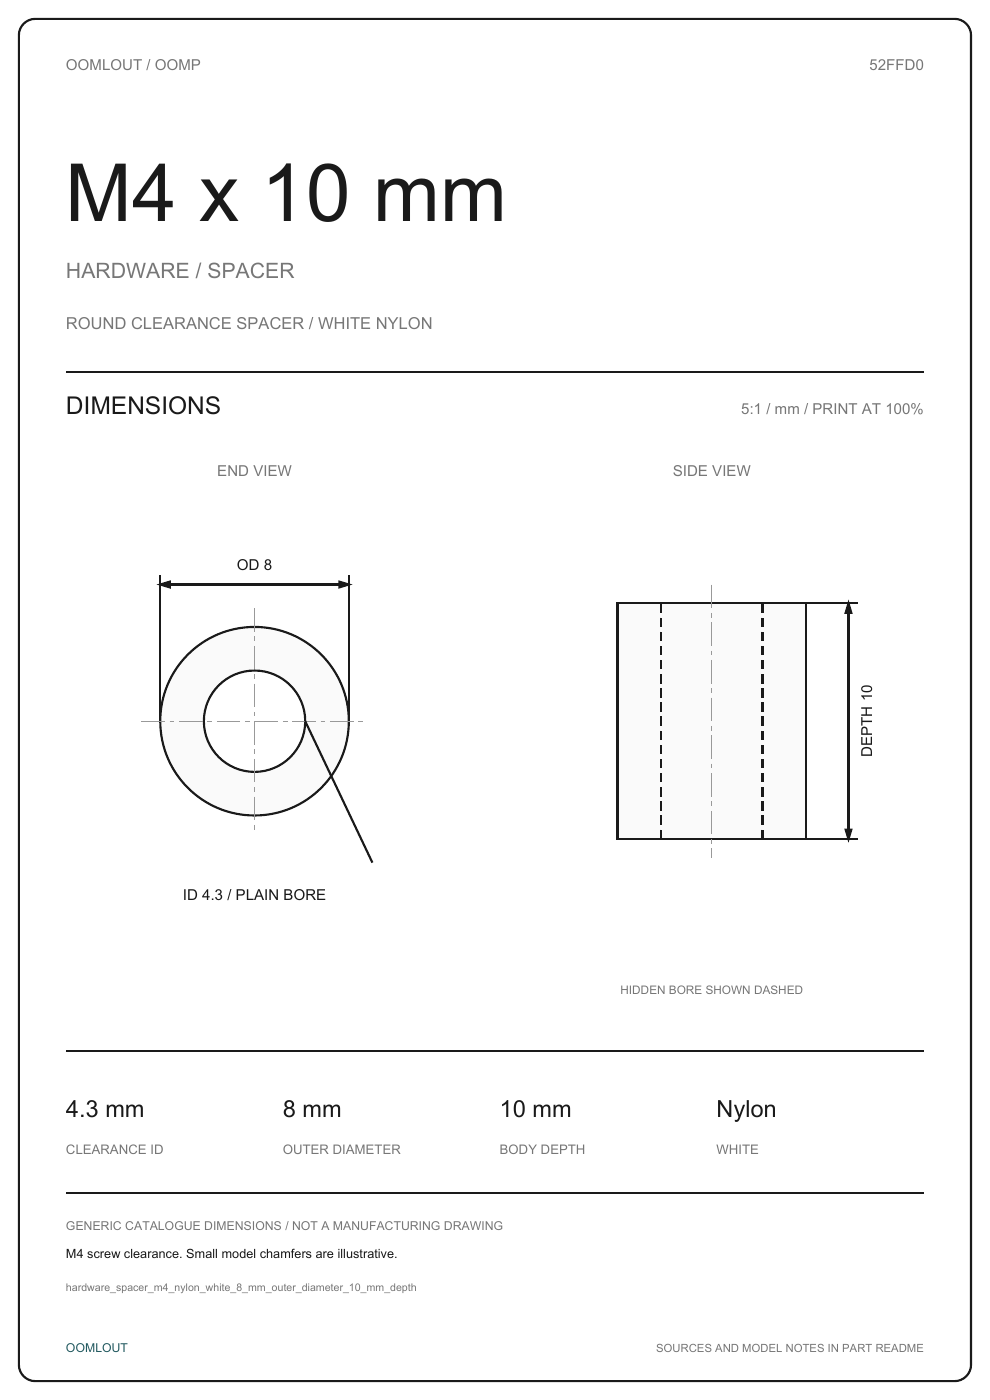 OOMLOUT / OOMP
52FFD0
M4 x 10 mm
HARDWARE / SPACER
ROUND CLEARANCE SPACER / WHITE NYLON
DIMENSIONS
5:1 / mm / PRINT AT 100%
END VIEW
SIDE VIEW
OD 8
DEPTH 10
ID 4.3 / PLAIN BORE
HIDDEN BORE SHOWN DASHED
4.3 mm
CLEARANCE ID
8 mm
OUTER DIAMETER
10 mm
BODY DEPTH
Nylon
WHITE
GENERIC CATALOGUE DIMENSIONS / NOT A MANUFACTURING DRAWING
M4 screw clearance. Small model chamfers are illustrative.
hardware_spacer_m4_nylon_white_8_mm_outer_diameter_10_mm_depth
OOMLOUT
SOURCES AND MODEL NOTES IN PART README